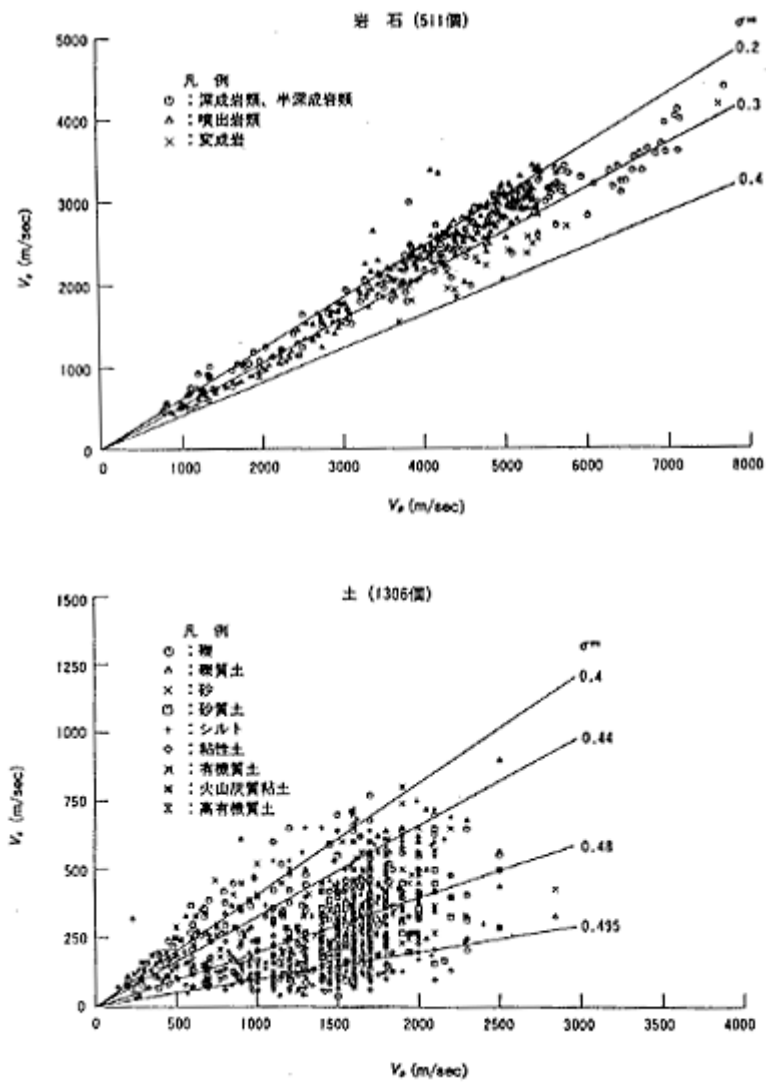 岩 石 (511個)
σ=
5000
4000
3000
2000
1000
0
凡 例
○ : 深成岩類、半深成岩類
△ : 噴出岩類
× : 変成岩
0.2
0.3
0.4
Vs (m/sec)
0 1000 2000 3000 4000 5000 6000 7000 8000
Vp (m/sec)
土 (1306個)
σ=
1500
1250
1000
750
500
250
0
凡 例
○ : 礫
△ : 礫質土
× : 砂
□ : 砂質土
+ : シルト
◇ : 粘性土
: 有機質土
: 火山灰質粘土
: 高有機質土
0.4
0.44
0.48
0.495
Vs (m/sec)
0 500 1000 1500 2000 2500 3000 3500 4000
Vp (m/sec)